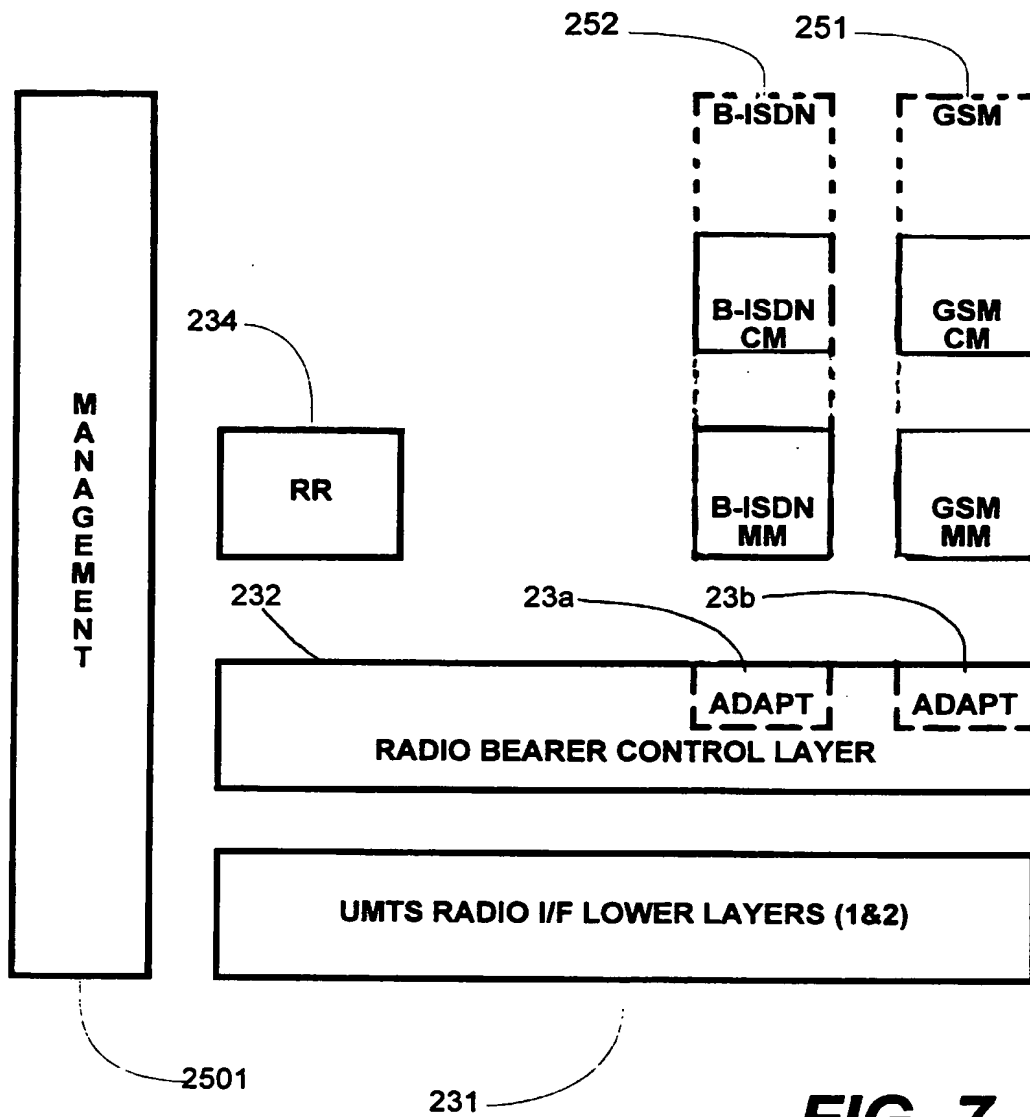 252
251
B-ISDN
GSM
B-ISDN
CM
GSM
CM
234
MANAGEMENT
RR
B-ISDN
MM
GSM
MM
232
23a
23b
ADAPT
ADAPT
RADIO BEARER CONTROL LAYER
UMTS RADIO I/F LOWER LAYERS (1&2)
2501
231
FIG. 7